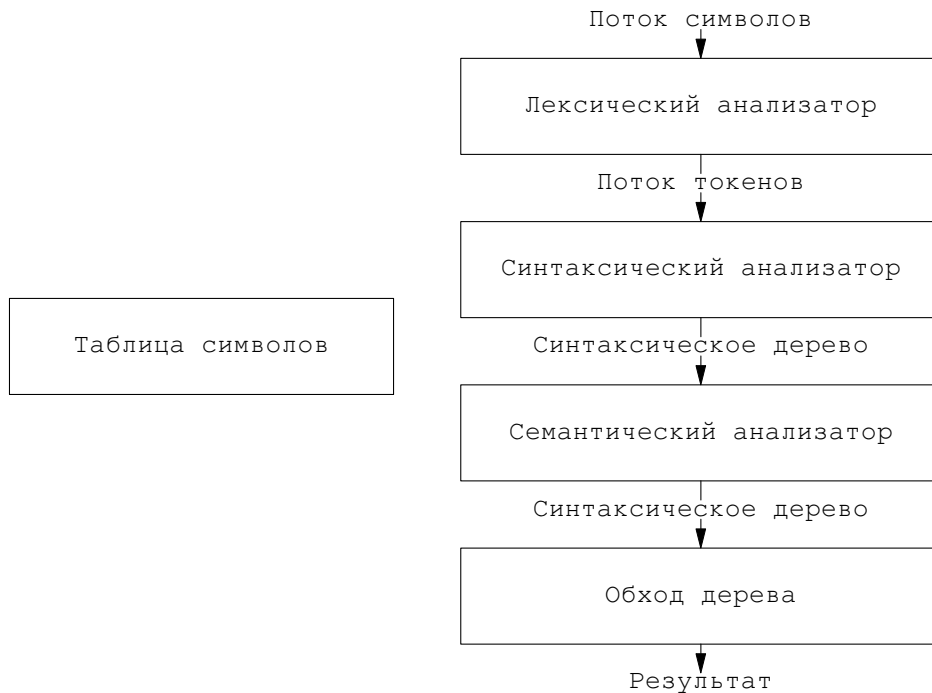 Поток символов
Лексический анализатор
Поток токенов
Синтаксический анализатор
Таблица символов
Синтаксическое дерево
Семантический анализатор
Синтаксическое дерево
Обход дерева
Результат